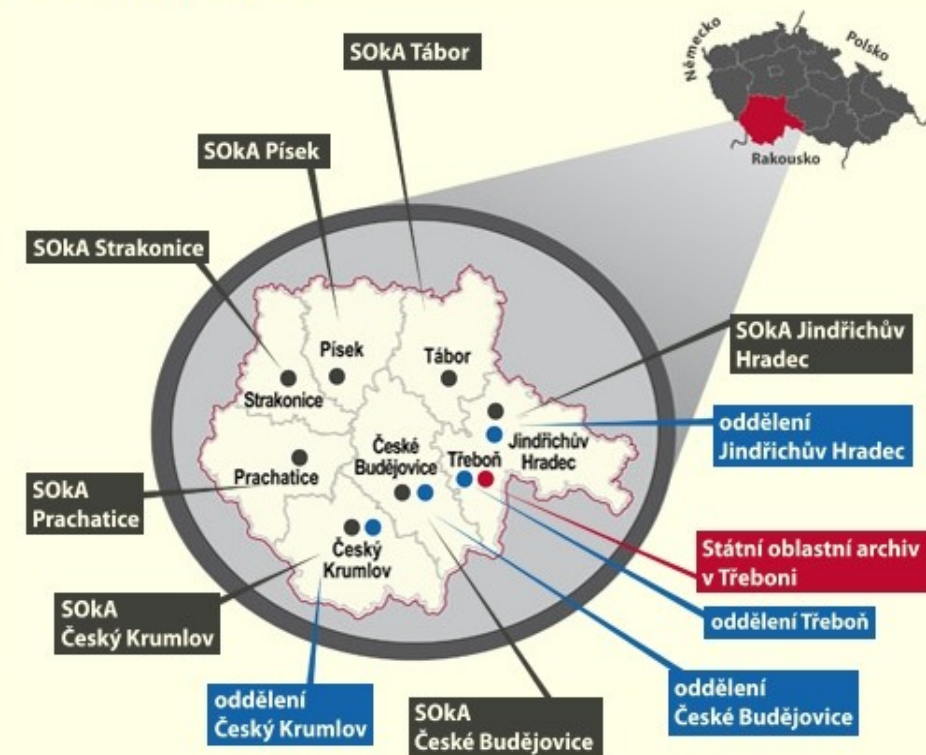 Německo
Polsko
Rakousko
SOkA Tábor
SOkA Písek
SOkA Strakonice
SOkA Jindřichův
Hradec
oddělení
Jindřichův Hradec
Písek
Tábor
Strakonice
Jindřichův
Hradec
České
Budějovice
Třeboň
Prachatice
Český
Krumlov
SOkA
Prachatice
Státní oblastní archiv
v Třeboni
oddělení Třeboň
SOkA
Český Krumlov
oddělení
Český Krumlov
SOkA
České Budějovice
oddělení
České Budějovice